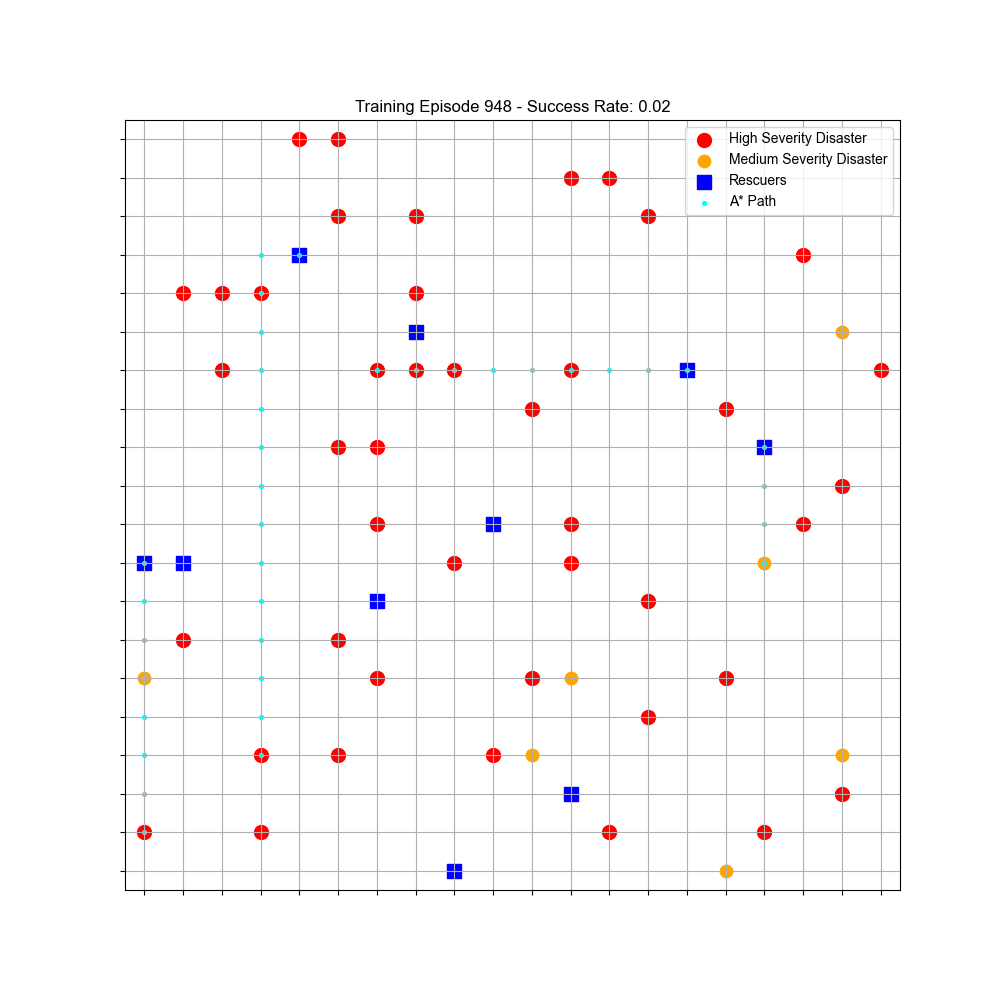 Training Episode 948 - Success Rate: 0.02
High Severity Disaster
Medium Severity Disaster
Rescuers
A* Path